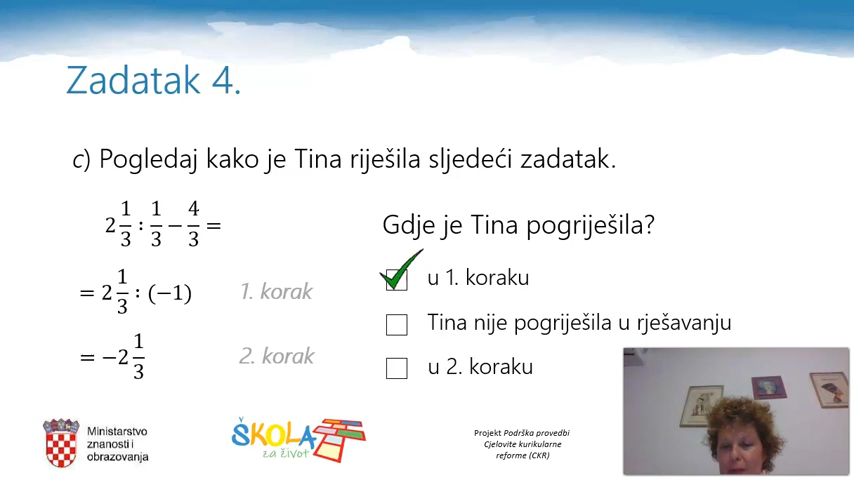 Zadatak 4.
c) Pogledaj kako je Tina riješila sljedeći zadatak.
2 1/3 : 1/3 − 4/3 =
= 2 1/3 : (−1) 1. korak
= −2 1/3 2. korak
Gdje je Tina pogriješila?
u 1. koraku
Tina nije pogriješila u rješavanju
u 2. koraku
Ministarstvo
znanosti i
obrazovanja
ŠKOLA
za život
Projekt Podrška provedbi
Cjelovite kurikularne
reforme (CKR)